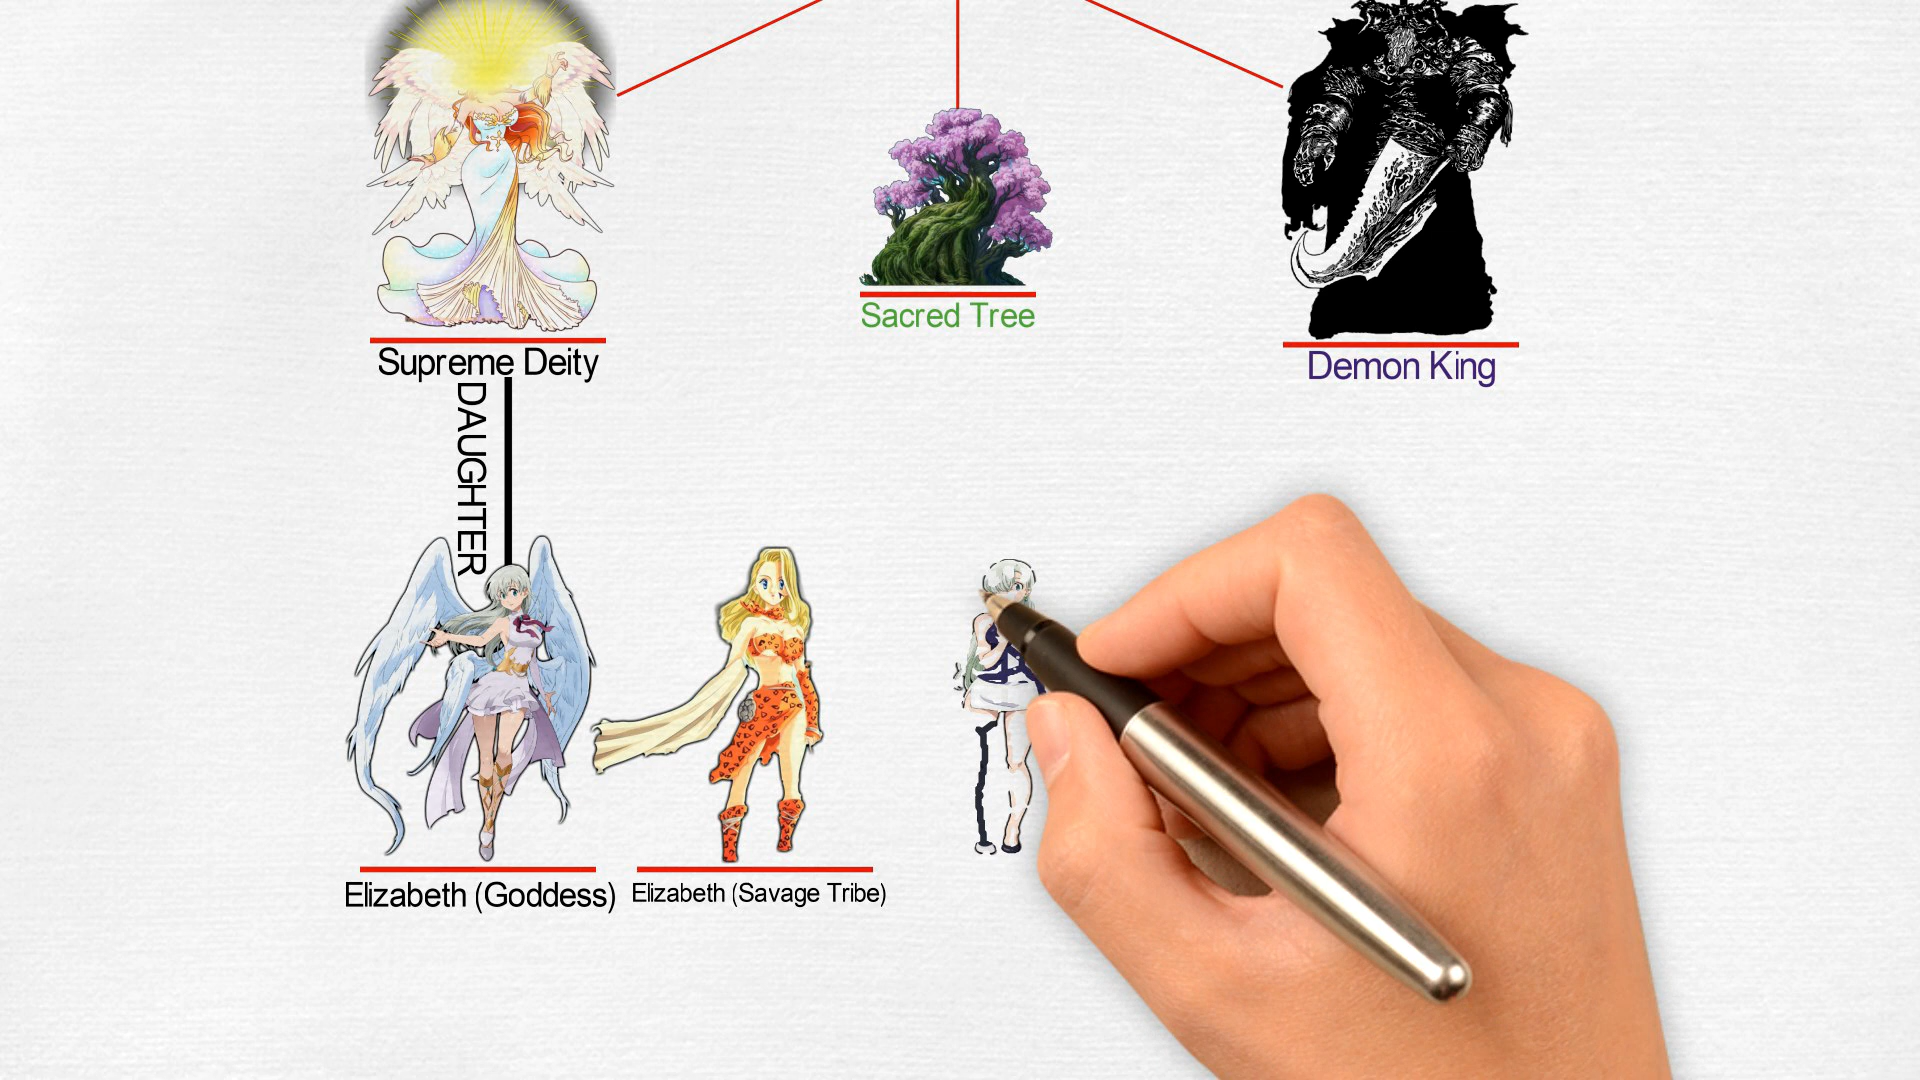 Sacred Tree
Supreme Deity
Demon King
DAUGHTER
Elizabeth (Goddess)
Elizabeth (Savage Tribe)